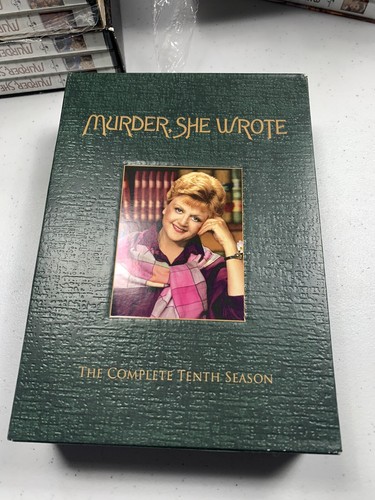 MURDER, SHE WROTE
THE COMPLETE TENTH SEASON